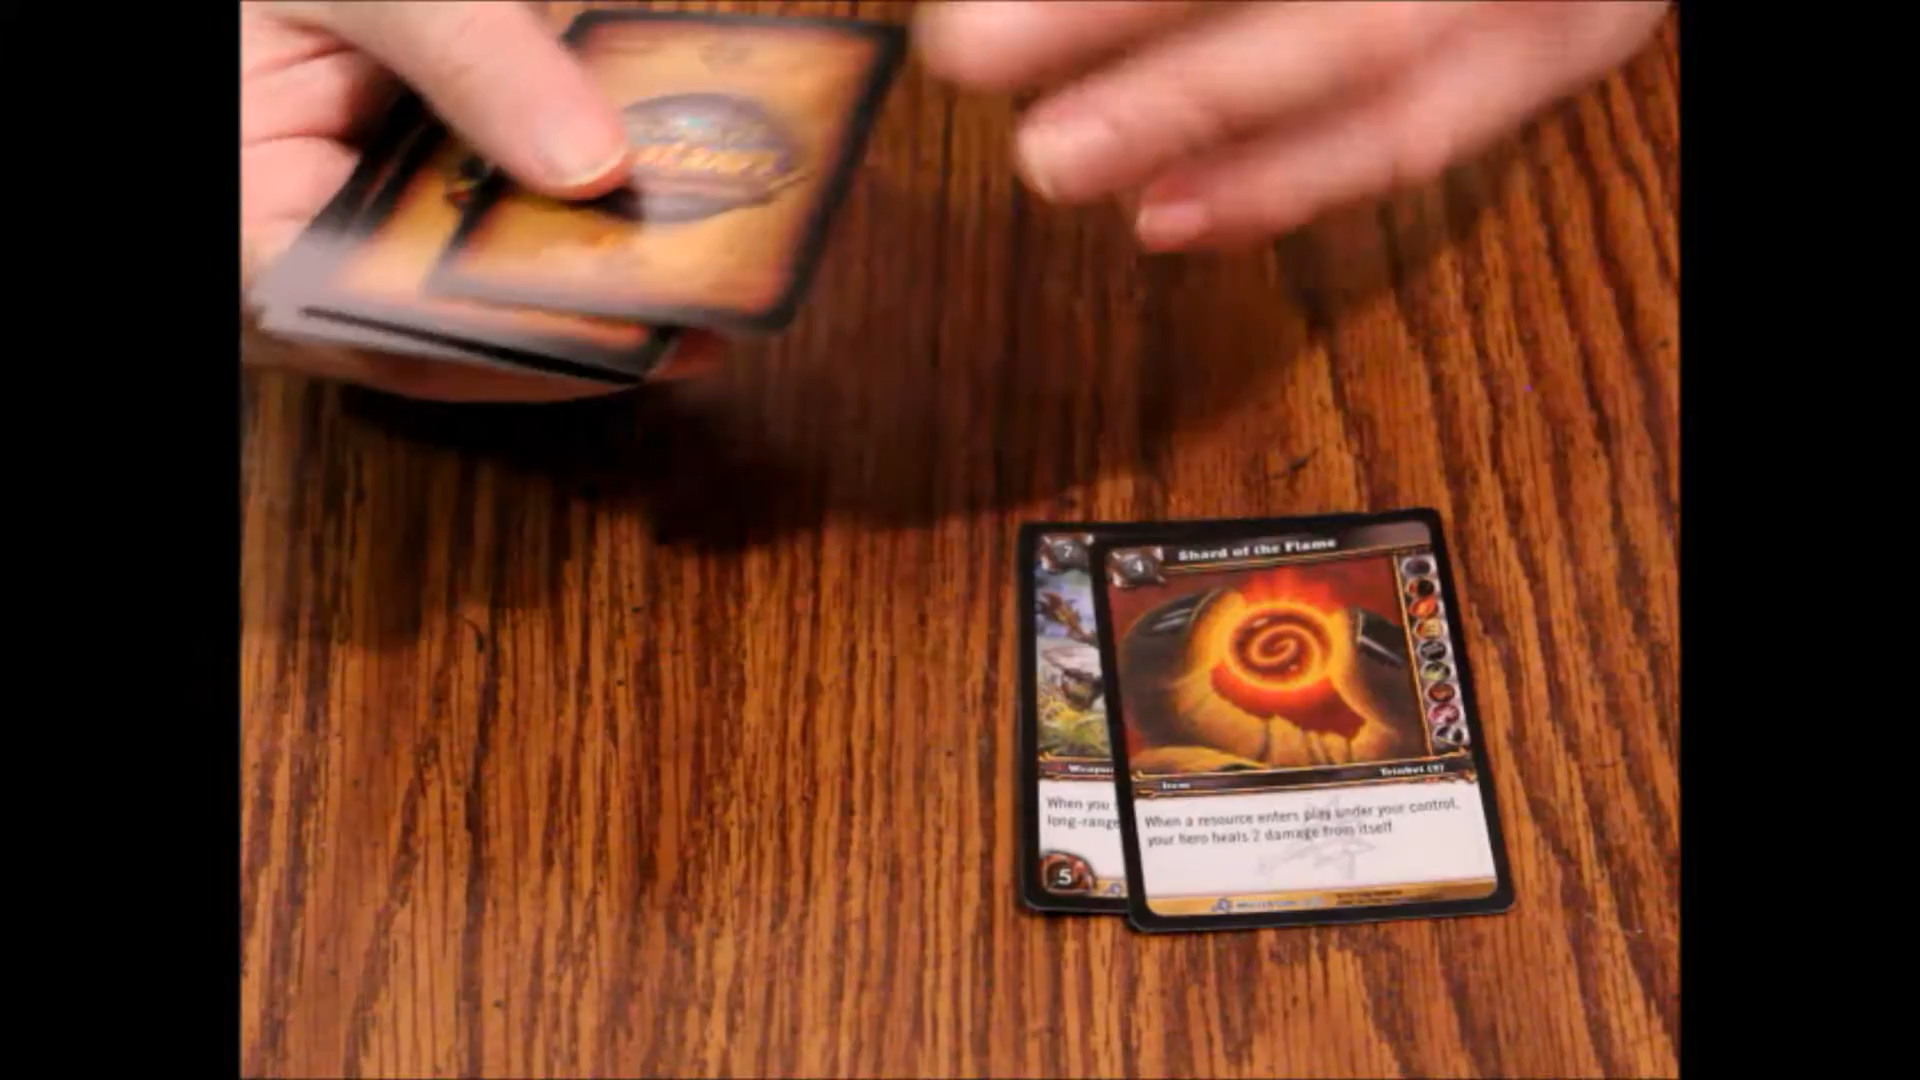 7
4
Shard of the Flame
Item
Trinket (1)
When a resource enters play under your control,
your hero heals 2 damage from itself
Weapon
When you
long-range
5